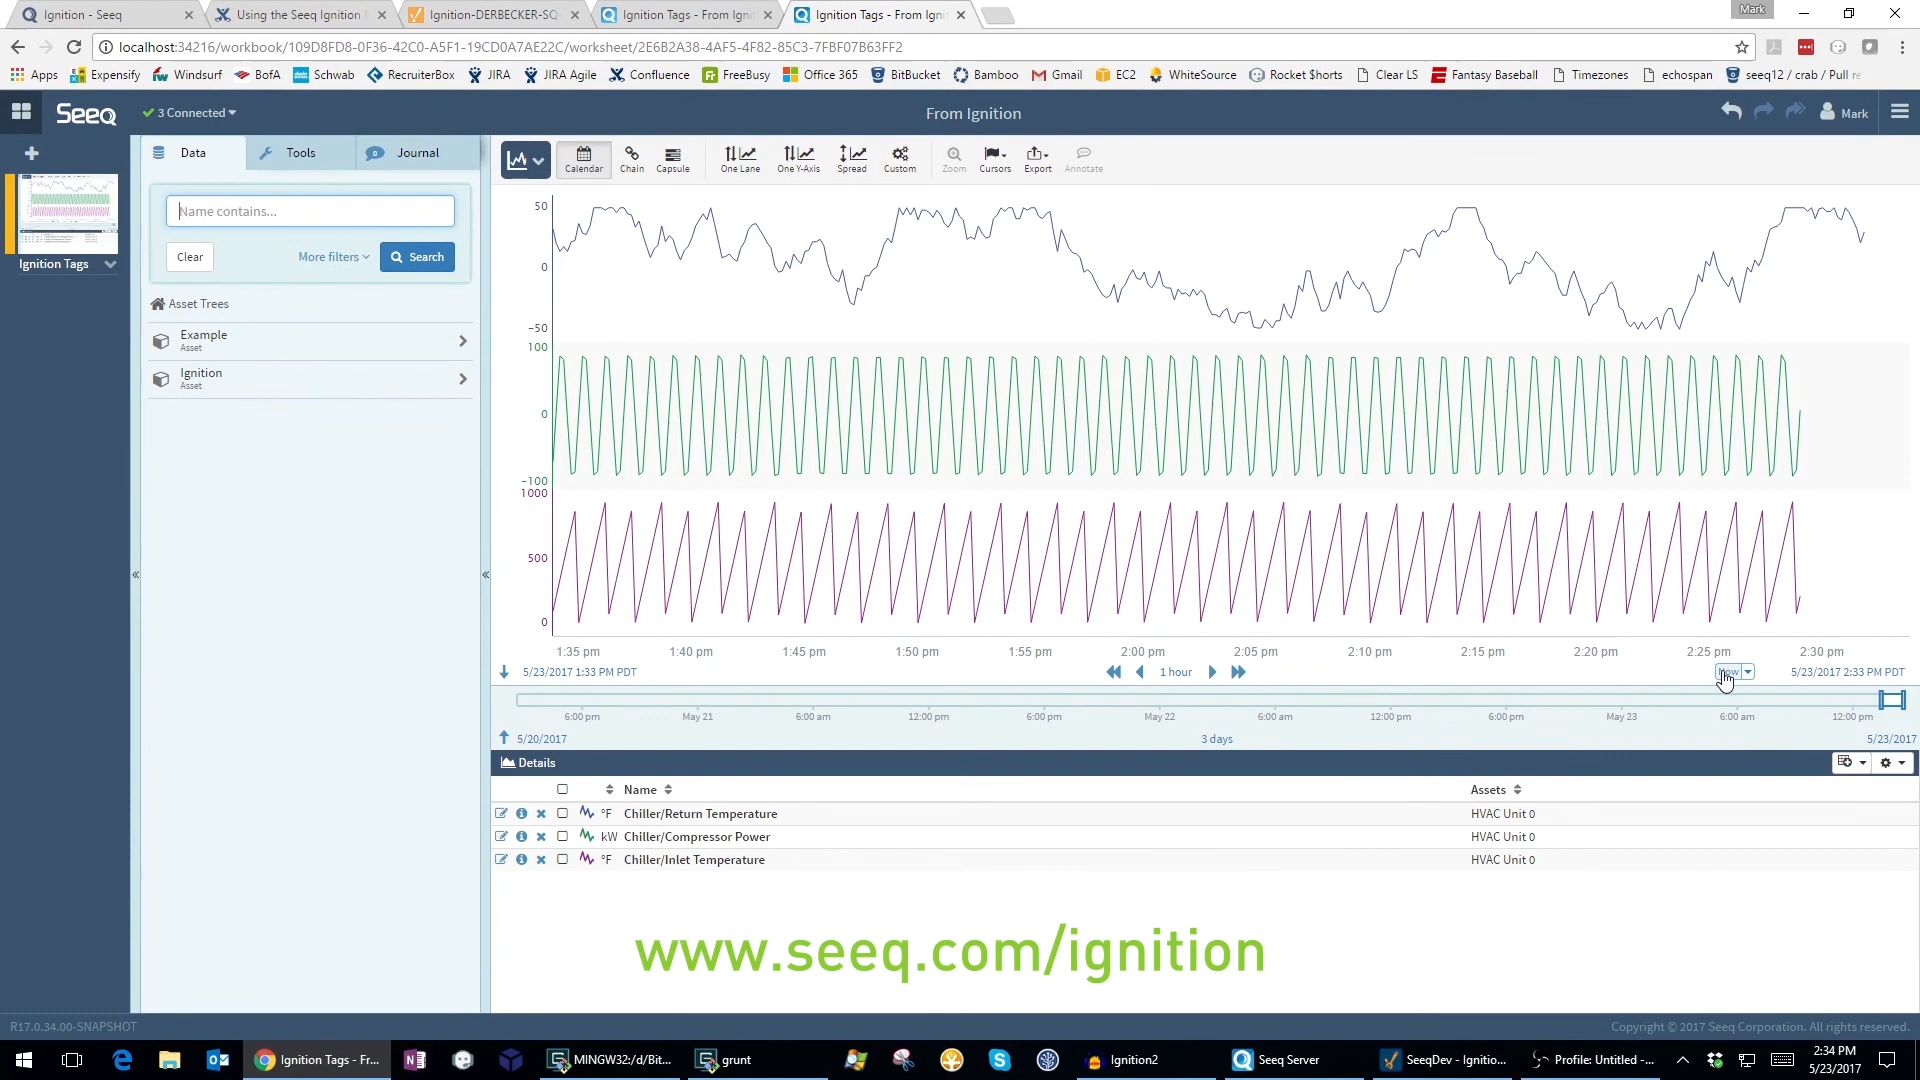 Ignition - Seeq
Using the Seeq Ignition
Ignition-DERBECKER-SQ
Ignition Tags - From Igni
Ignition Tags - From Igni
Mark
localhost:34216/workbook/109D8FD8-0F36-42C0-A5F1-19CD0A7AE22C/worksheet/2E6B2A38-4AF5-4F82-85C3-7FBF07B63FF2
Apps Expensify Windsurf BofA Schwab RecruiterBox JIRA JIRA Agile Confluence FreeBusy Office 365 BitBucket Bamboo Gmail EC2 WhiteSource Rocket $horts Clear LS Fantasy Baseball Timezones echospan seeq12 / crab / Pull re
Seeq 3 Connected From Ignition Mark
Data Tools Journal
Calendar Chain Capsule One Lane One Y-Axis Spread Custom Zoom Cursors Export Annotate
Name contains...
Clear More filters Search
Ignition Tags
Asset Trees
Example
Asset
Ignition
Asset
50
0
-50
100
0
-100
1000
500
0
1:35 pm 1:40 pm 1:45 pm 1:50 pm 1:55 pm 2:00 pm 2:05 pm 2:10 pm 2:15 pm 2:20 pm 2:25 pm 2:30 pm
5/23/2017 1:33 PM PDT 1 hour Now 5/23/2017 2:33 PM PDT
6:00 pm May 21 6:00 am 12:00 pm 6:00 pm May 22 6:00 am 12:00 pm 6:00 pm May 23 6:00 am 12:00 pm
5/20/2017 3 days 5/23/2017
Details
Name Assets
°F Chiller/Return Temperature HVAC Unit 0
kW Chiller/Compressor Power HVAC Unit 0
°F Chiller/Inlet Temperature HVAC Unit 0
www.seeq.com/ignition
R17.0.34.00-SNAPSHOT Copyright © 2017 Seeq Corporation. All rights reserved.
Ignition Tags - Fr... MINGW32:/d/Bit... grunt Ignition2 Seeq Server SeeqDev - Ignitio... Profile: Untitled -...
2:34 PM
5/23/2017